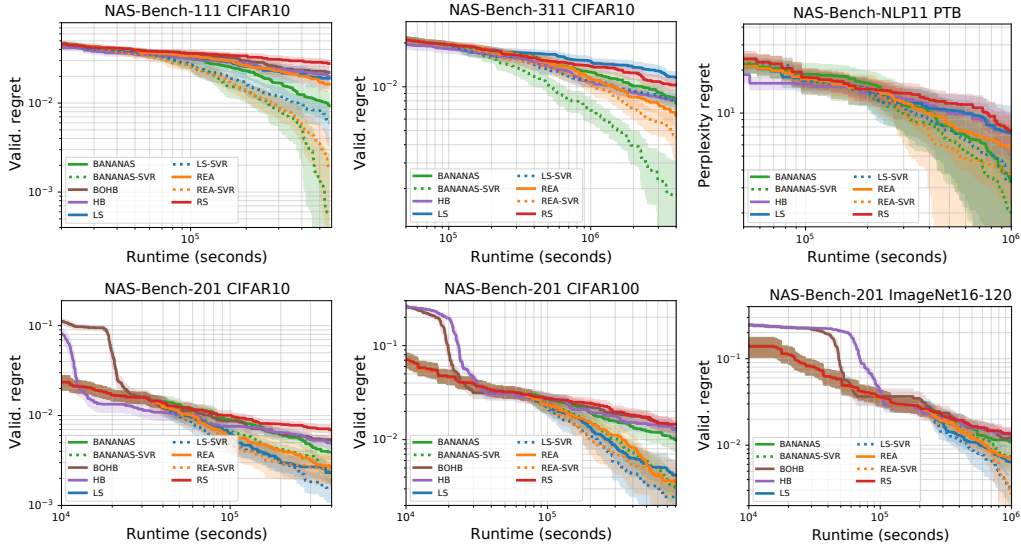 NAS-Bench-111 CIFAR10
Valid. regret
10⁻²
10⁻³
BANANAS
BANANAS-SVR
BOHB
HB
LS
LS-SVR
REA
REA-SVR
RS
10⁵
Runtime (seconds)
NAS-Bench-311 CIFAR10
Valid. regret
10⁻²
BANANAS
BANANAS-SVR
HB
LS
LS-SVR
REA
REA-SVR
RS
10⁵ 10⁶
Runtime (seconds)
NAS-Bench-NLP11 PTB
Perplexity regret
10¹
BANANAS
BANANAS-SVR
HB
LS
LS-SVR
REA
REA-SVR
RS
10⁵ 10⁶
Runtime (seconds)
NAS-Bench-201 CIFAR10
Valid. regret
10⁻¹
10⁻²
10⁻³
BANANAS
BANANAS-SVR
BOHB
HB
LS
LS-SVR
REA
REA-SVR
RS
10⁴ 10⁵
Runtime (seconds)
NAS-Bench-201 CIFAR100
Valid. regret
10⁻¹
10⁻²
BANANAS
BANANAS-SVR
BOHB
HB
LS
LS-SVR
REA
REA-SVR
RS
10⁴ 10⁵
Runtime (seconds)
NAS-Bench-201 ImageNet16-120
Valid. regret
10⁻¹
10⁻²
BANANAS
BANANAS-SVR
BOHB
HB
LS
LS-SVR
REA
REA-SVR
RS
10⁴ 10⁵ 10⁶
Runtime (seconds)